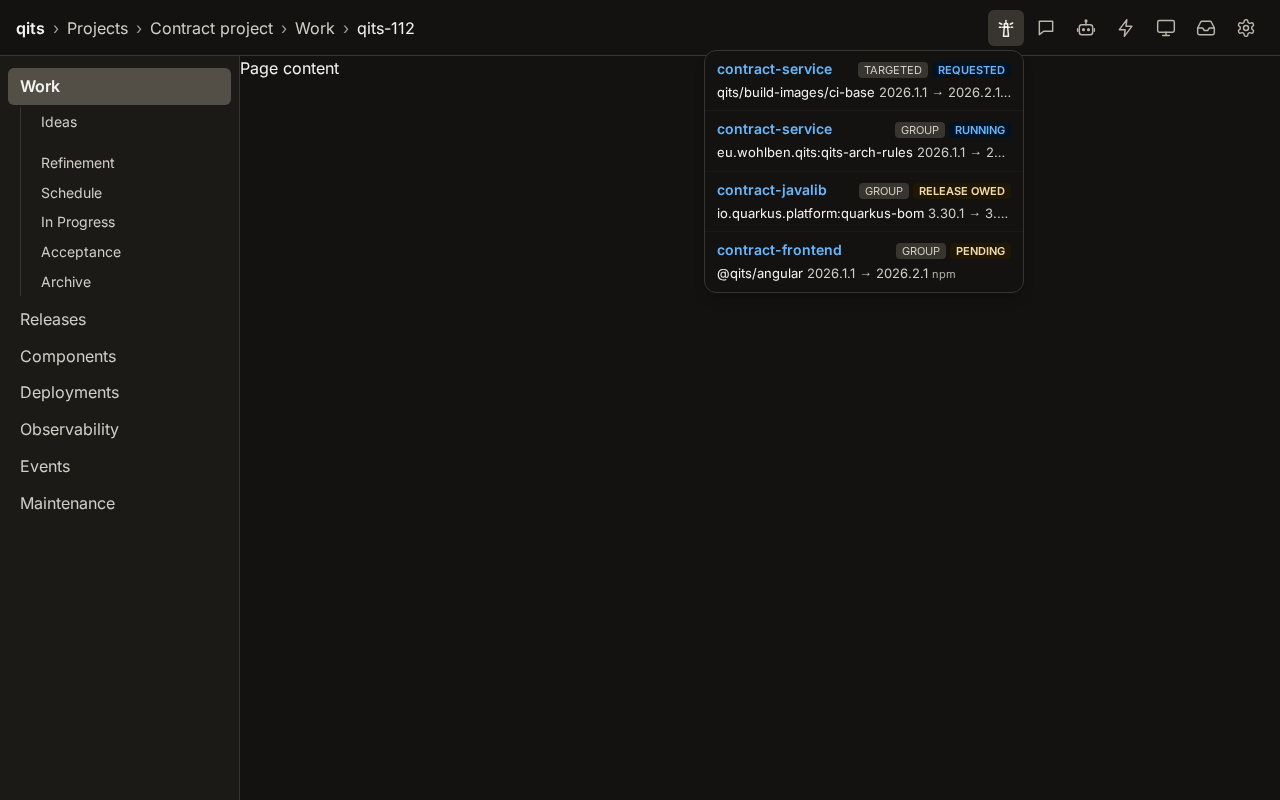 qits › Projects › Contract project › Work › qits-112
Work
Ideas
Refinement
Schedule
In Progress
Acceptance
Archive
Releases
Components
Deployments
Observability
Events
Maintenance
Page content
contract-service TARGETED REQUESTED
qits/build-images/ci-base 2026.1.1 → 2026.2.1…
contract-service GROUP RUNNING
eu.wohlben.qits:qits-arch-rules 2026.1.1 → 2…
contract-javalib GROUP RELEASE OWED
io.quarkus.platform:quarkus-bom 3.30.1 → 3.…
contract-frontend GROUP PENDING
@qits/angular 2026.1.1 → 2026.2.1 npm